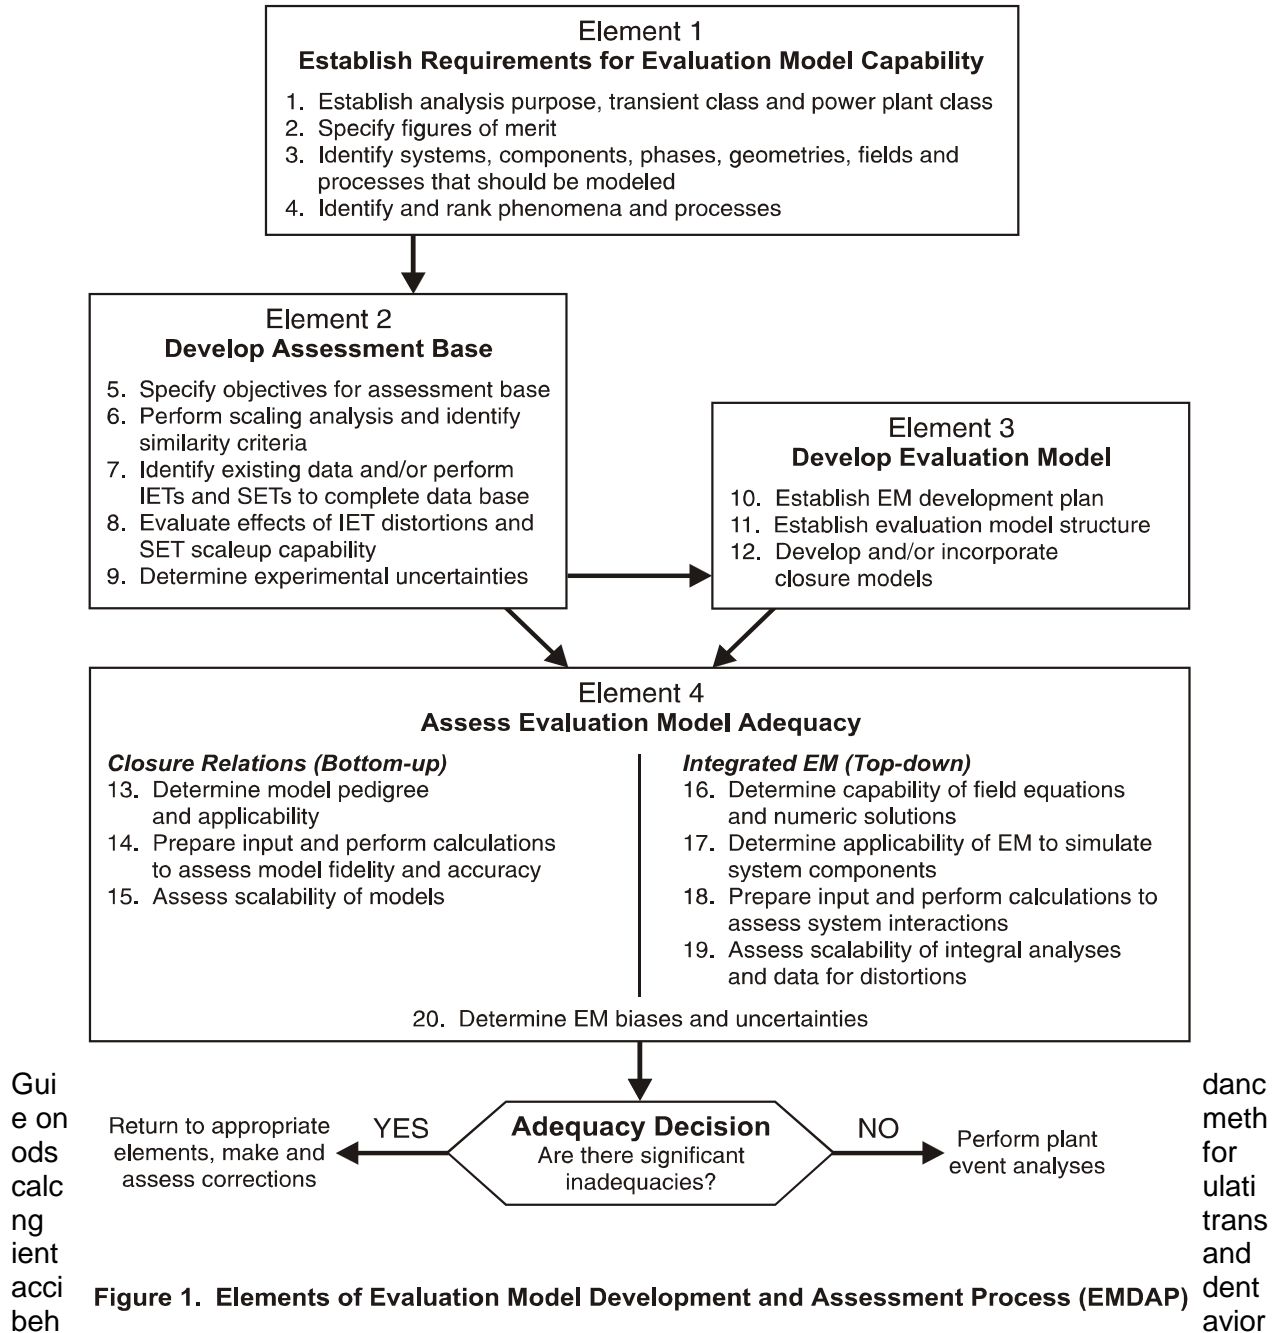 Element 1
Establish Requirements for Evaluation Model Capability
1. Establish analysis purpose, transient class and power plant class
2. Specify figures of merit
3. Identify systems, components, phases, geometries, fields and
processes that should be modeled
4. Identify and rank phenomena and processes
Element 2
Develop Assessment Base
5. Specify objectives for assessment base
6. Perform scaling analysis and identify
similarity criteria
7. Identify existing data and/or perform
IETs and SETs to complete data base
8. Evaluate effects of IET distortions and
SET scaleup capability
9. Determine experimental uncertainties
Element 3
Develop Evaluation Model
10. Establish EM development plan
11. Establish evaluation model structure
12. Develop and/or incorporate
closure models
Element 4
Assess Evaluation Model Adequacy
Closure Relations (Bottom-up)
13. Determine model pedigree
and applicability
14. Prepare input and perform calculations
to assess model fidelity and accuracy
15. Assess scalability of models
Integrated EM (Top-down)
16. Determine capability of field equations
and numeric solutions
17. Determine applicability of EM to simulate
system components
18. Prepare input and perform calculations to
assess system interactions
19. Assess scalability of integral analyses
and data for distortions
20. Determine EM biases and uncertainties
Gui danc
e on meth
ods for
calc ulati
ng trans
ient and
acci dent
beh avior
Return to appropriate
elements, make and
assess corrections
YES
Adequacy Decision
Are there significant
inadequacies?
NO
Perform plant
event analyses
Figure 1. Elements of Evaluation Model Development and Assessment Process (EMDAP)